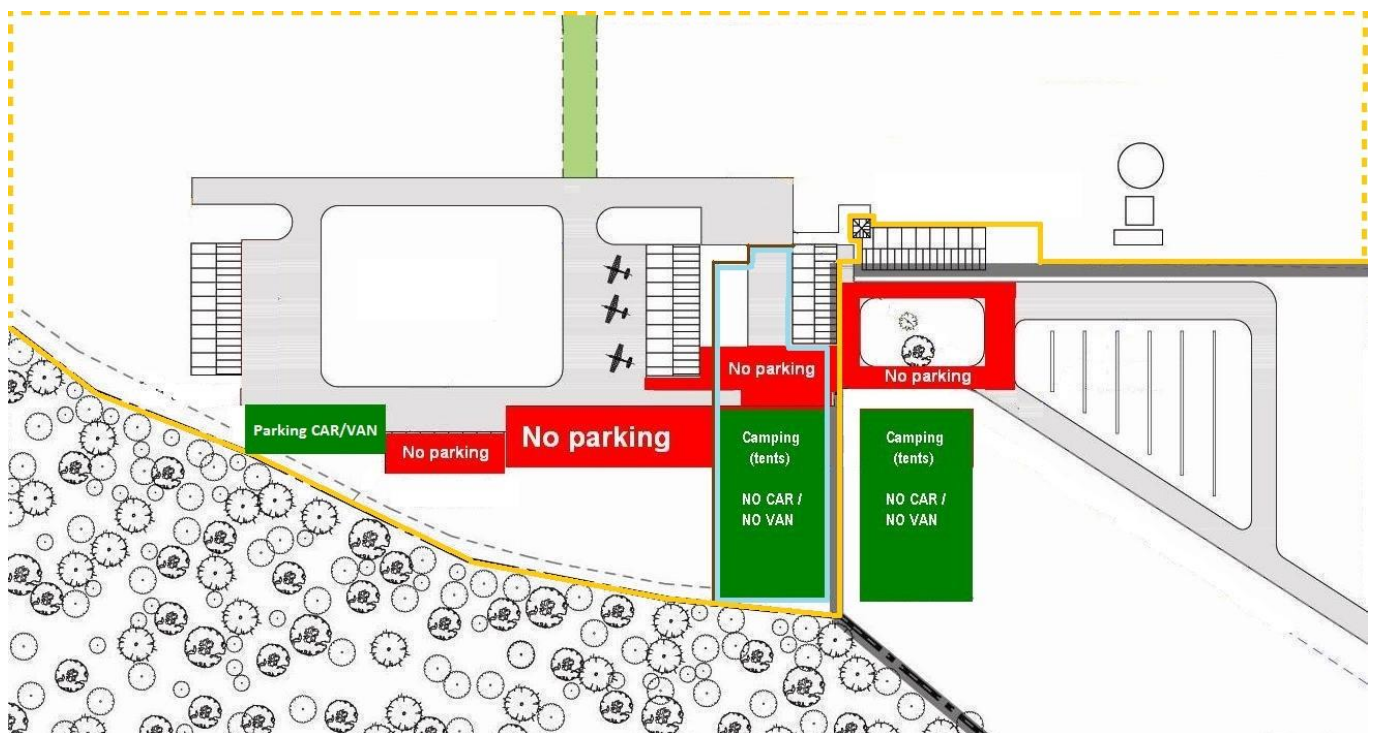 No parking
No parking
Parking CAR/VAN
No parking
No parking
Camping
(tents)
NO CAR /
NO VAN
Camping
(tents)
NO CAR /
NO VAN